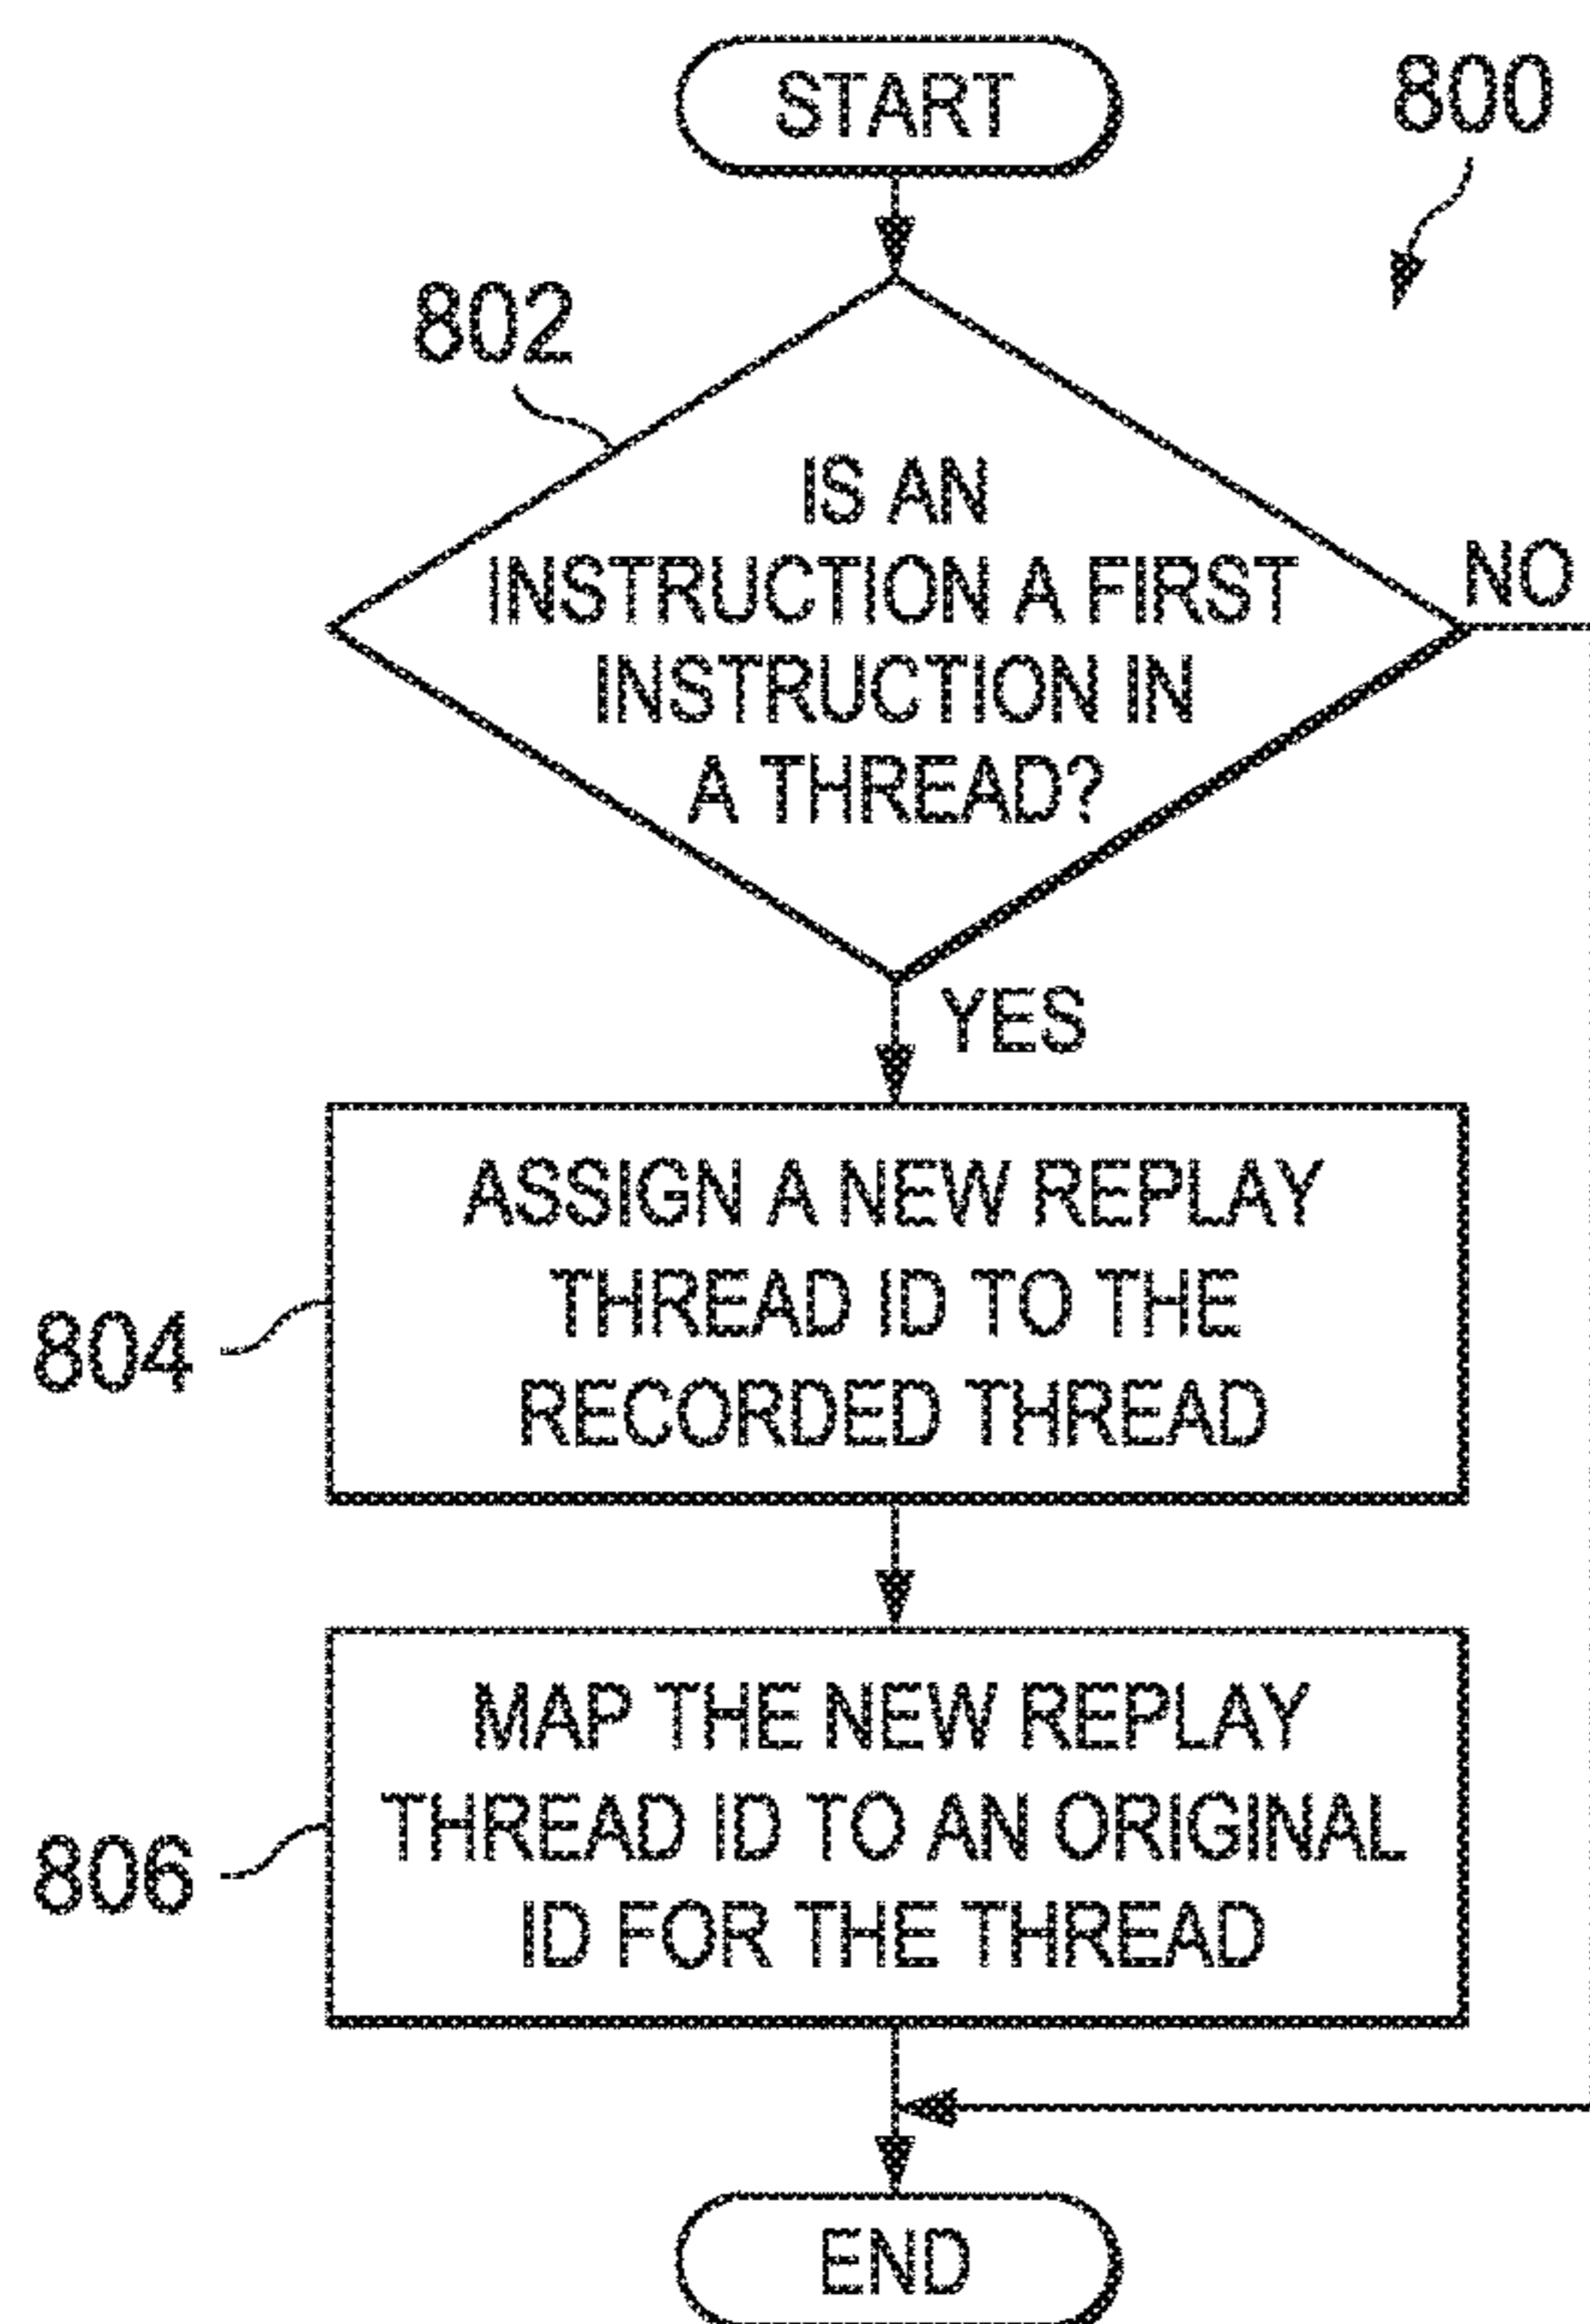 START
800
802
IS AN
INSTRUCTION A FIRST
INSTRUCTION IN
A THREAD?
NO
YES
ASSIGN A NEW REPLAY
THREAD ID TO THE
RECORDED THREAD
804
MAP THE NEW REPLAY
THREAD ID TO AN ORIGINAL
ID FOR THE THREAD
806
END